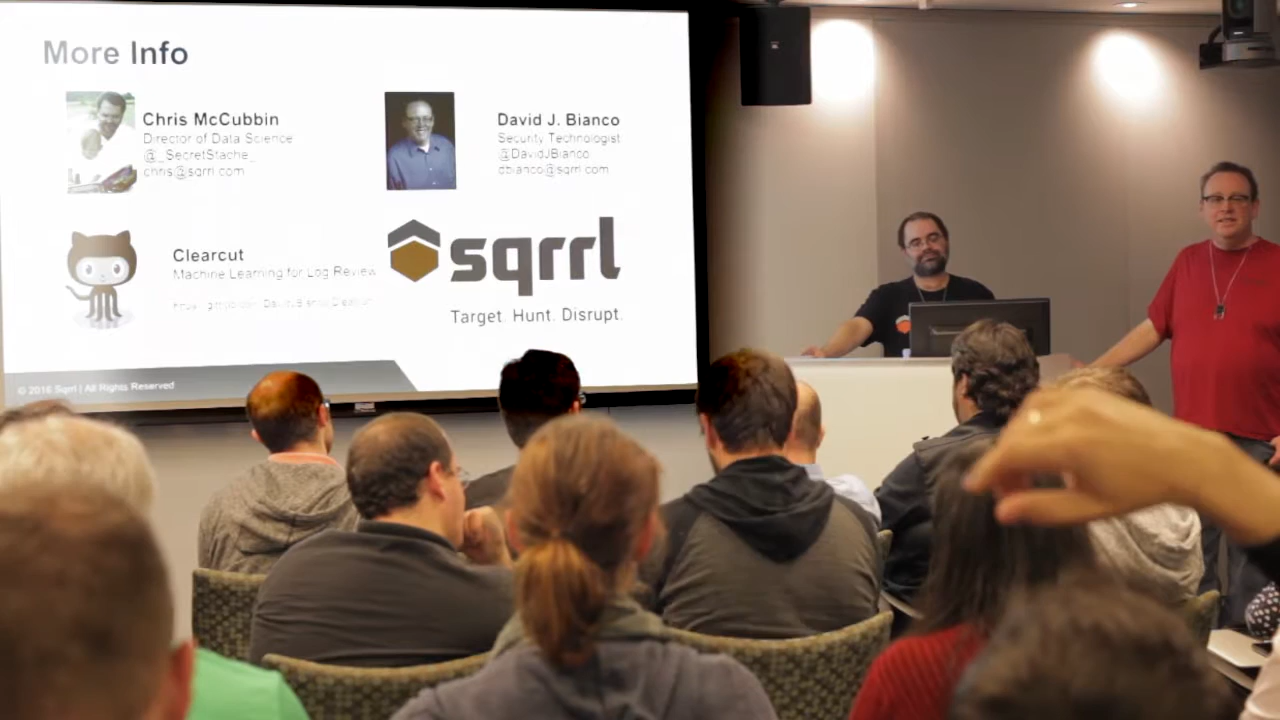 More Info
Chris McCubbin
Director of Data Science
@_SecretStache_
chris@sqrrl.com
David J. Bianco
Security Technologist
@DavidJBianco
dbianco@sqrrl.com
Clearcut
Machine Learning for Log Review
sqrrl
Target. Hunt. Disrupt.
© 2016 Sqrrl | All Rights Reserved